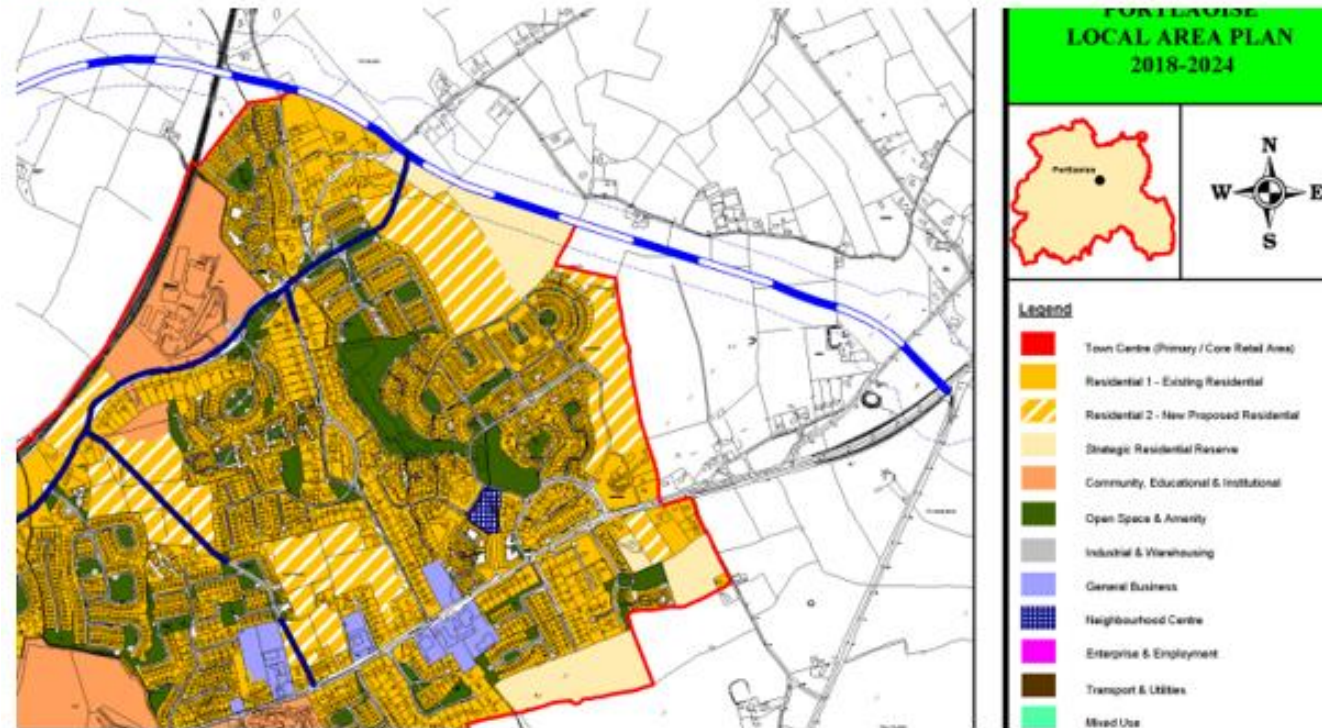 PORTLAOISE
LOCAL AREA PLAN
2018-2024
Portlaoise
N
W
E
S
Legend
Town Centre (Primary / Core Retail Area)
Residential 1 - Existing Residential
Residential 2 - New Proposed Residential
Strategic Residential Reserve
Community, Educational & Institutional
Open Space & Amenity
Industrial & Warehousing
General Business
Neighbourhood Centre
Enterprise & Employment
Transport & Utilities
Mixed Use